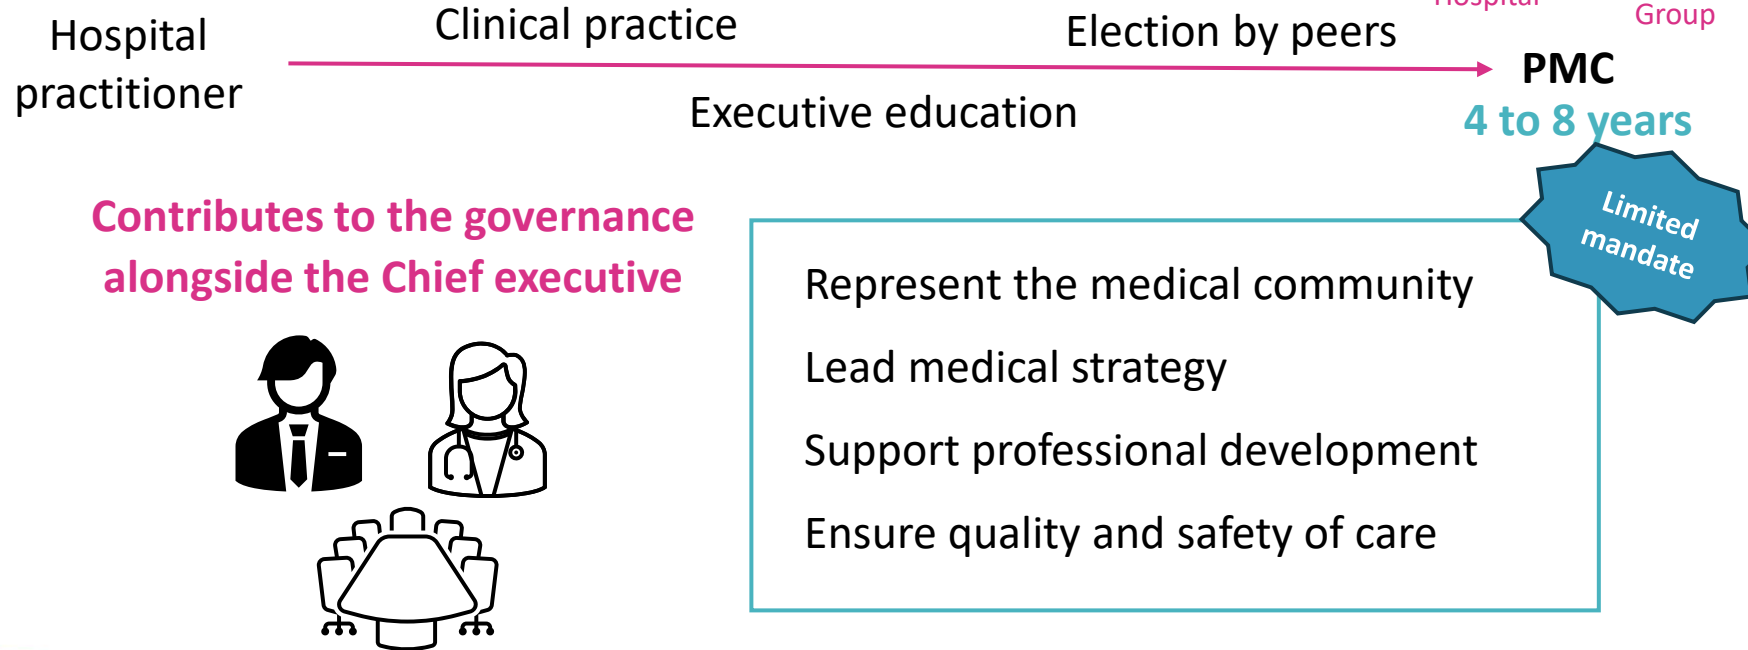 Hospital
practitioner
Clinical practice
Election by peers
Executive education
Hospital
Group
PMC
4 to 8 years
Limited
mandate
Contributes to the governance
alongside the Chief executive
Represent the medical community
Lead medical strategy
Support professional development
Ensure quality and safety of care